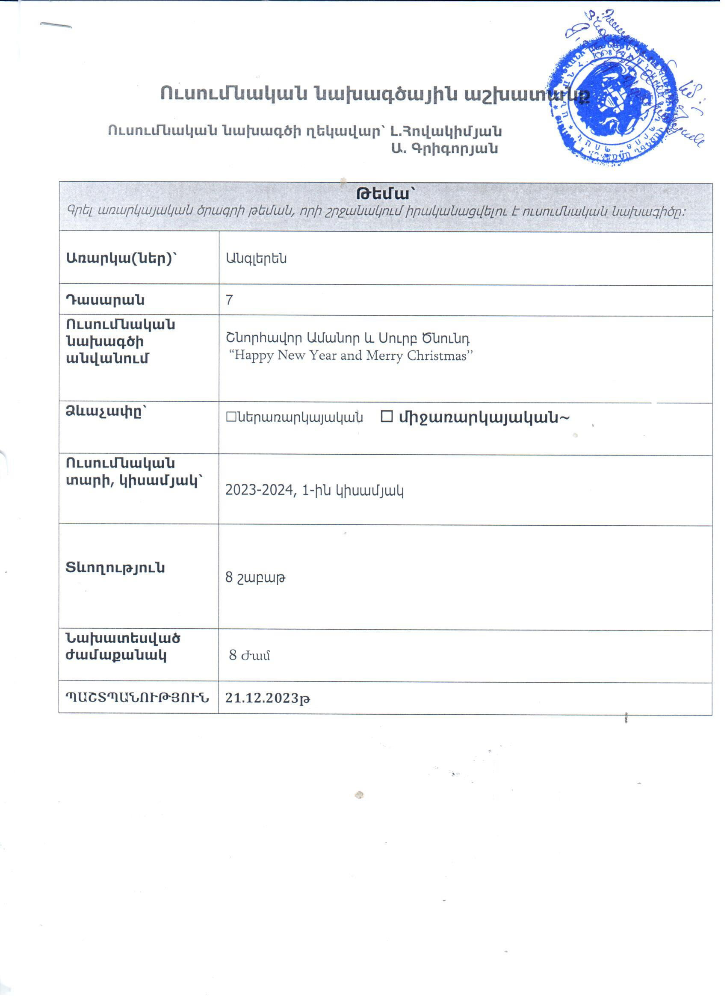 Ուսումնական նախագծային աշխատանք
Ուսումնական նախագծի ղեկավար՝ Լ.Հովակիմյան
Ա. Գրիգորյան
Թեմա՝
Գրել առարկայական ծրագրի թեման, որի շրջանակում իրականացվելու է ուսումնական նախագիծը:
Առարկա(ներ)՝
Անգլերեն
Դասարան
7
Ուսումնական
նախագծի
անվանում
Շնորհավոր Ամանոր և Սուրբ Ծնունդ
“Happy New Year and Merry Christmas’’
Ձևաչափը՝
☐ներառարկայական ☐ միջառարկայական~
Ուսումնական
տարի, կիսամյակ՝
2023-2024, 1-ին կիսամյակ
Տևողություն
8 շաբաթ
Նախատեսված
ժամաքանակ
8 ժամ
ՊԱՇՏՊԱՆՈՒԹՅՈՒՆ
21.12.2023թ